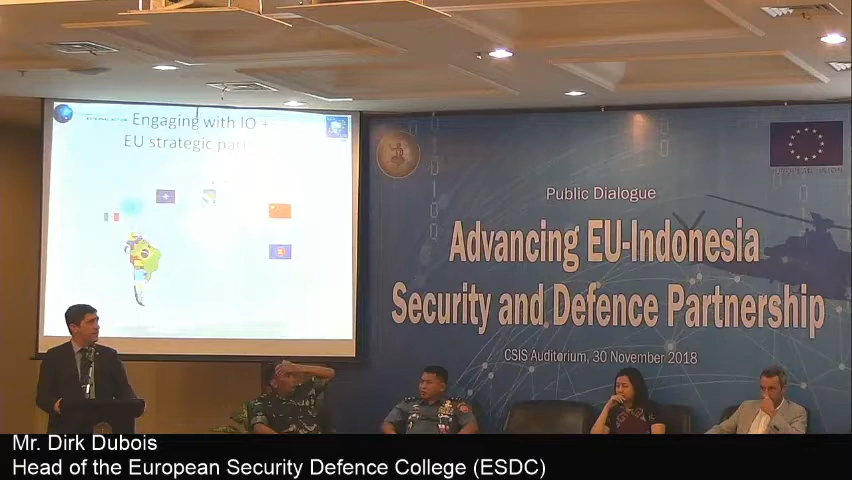 Engaging with IO +
EU strategic par
EUROPEAN UNION
Public Dialogue
Advancing EU-Indonesia
Security and Defence Partnership
CSIS Auditorium, 30 November 2018
Mr. Dirk Dubois
Head of the European Security Defence College (ESDC)